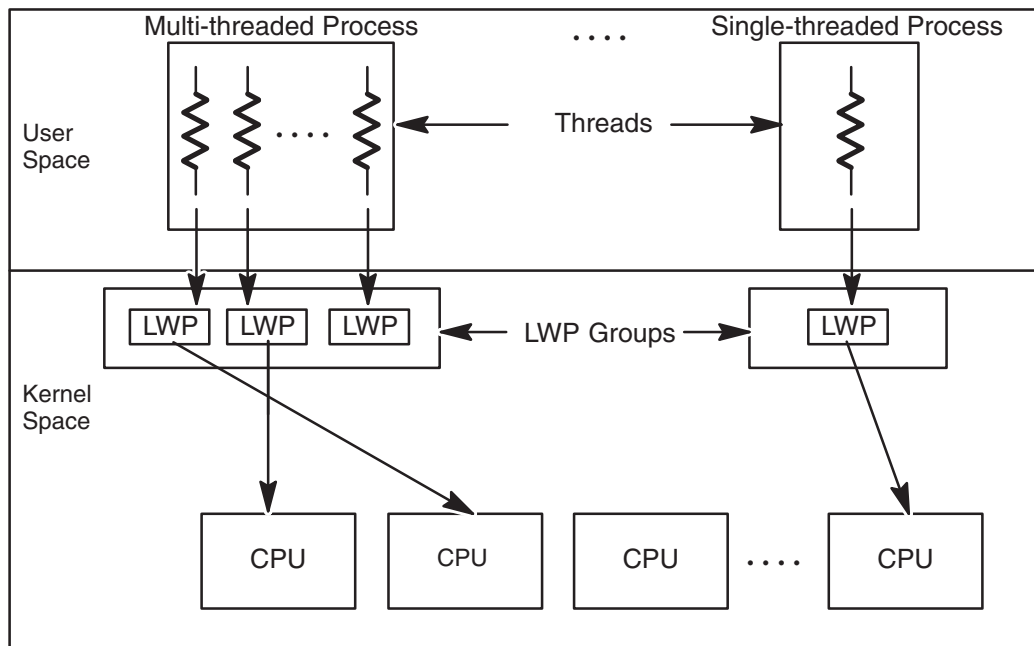 Multi-threaded Process
. . . .
Single-threaded Process
User
Space
. . . .
Threads
LWP
LWP
LWP
LWP Groups
LWP
Kernel
Space
CPU
CPU
CPU
. . . .
CPU